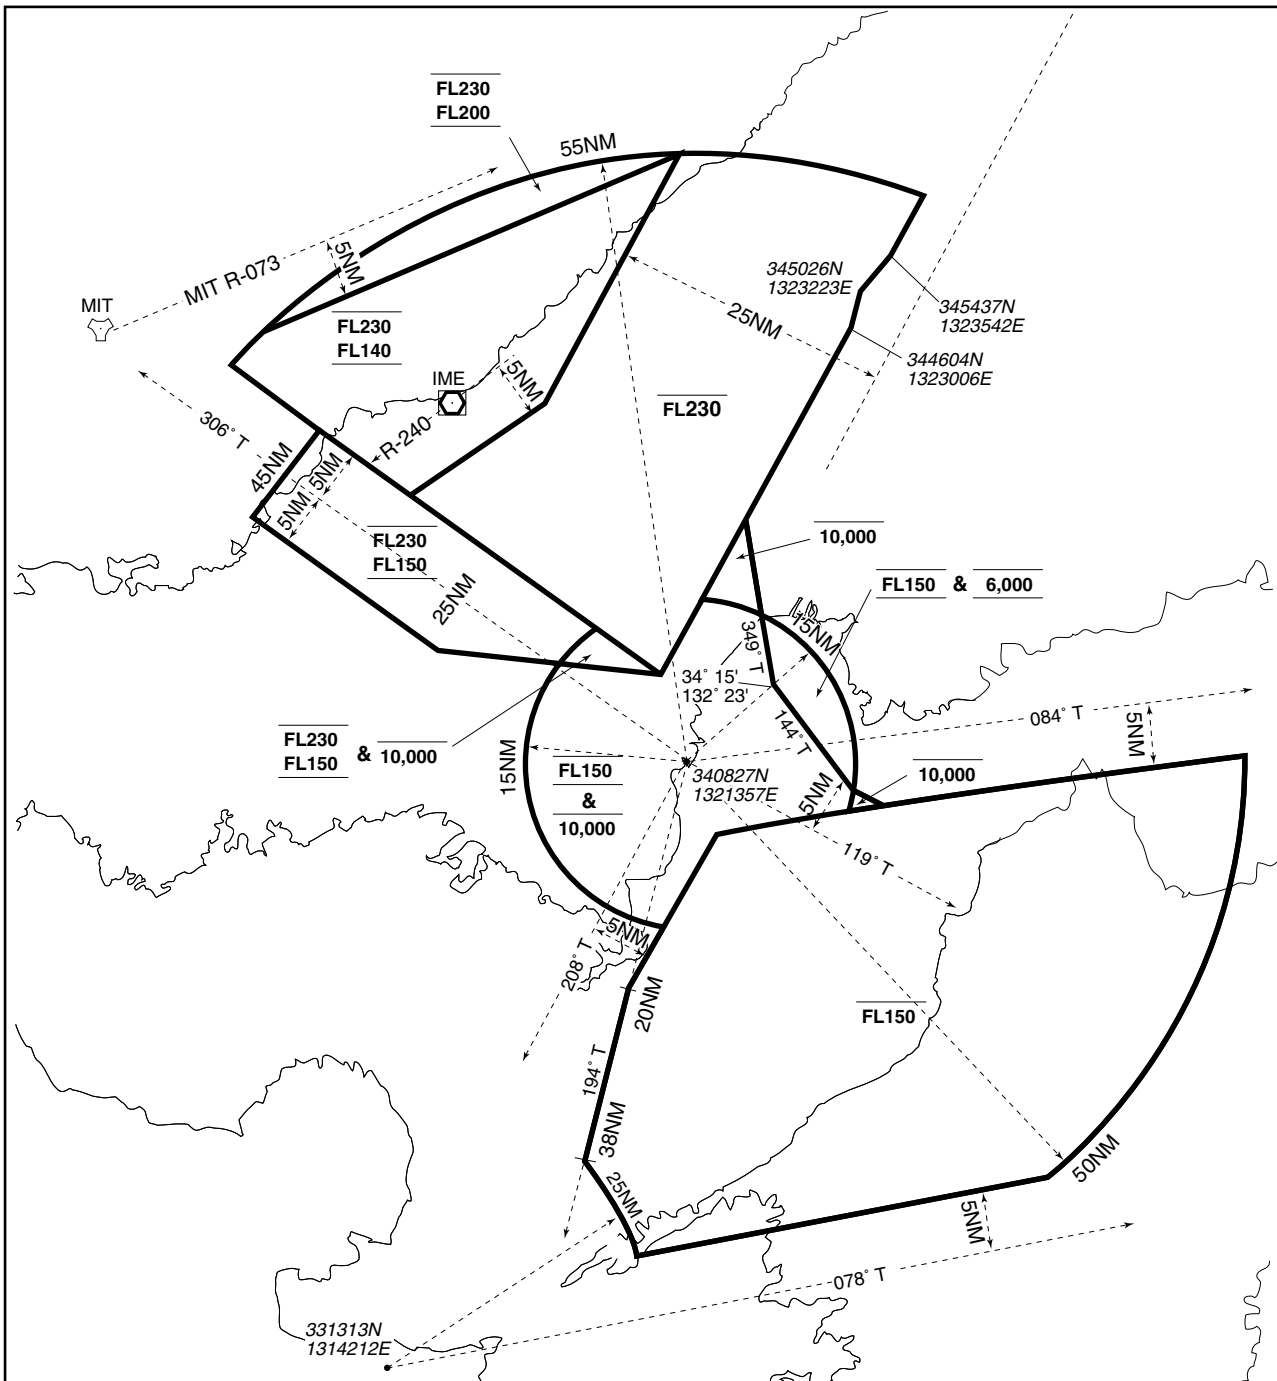 FL230
FL200
55NM
MIT R-073
5NM
MIT
FL230
FL140
345026N
1323223E
25NM
345437N
1323542E
344604N
1323006E
IME
5NM
R-240
FL230
306° T
45NM
5NM
5NM
FL230
FL150
25NM
10,000
FL150 & 6,000
349° T
15NM
34° 15'
132° 23'
144° T
084° T
5NM
FL230
FL150 & 10,000
15NM
FL150
&
10,000
340827N
1321357E
5NM
10,000
119° T
5NM
208° T
20NM
FL150
194° T
38NM
25NM
50NM
5NM
078° T
331313N
1314212E